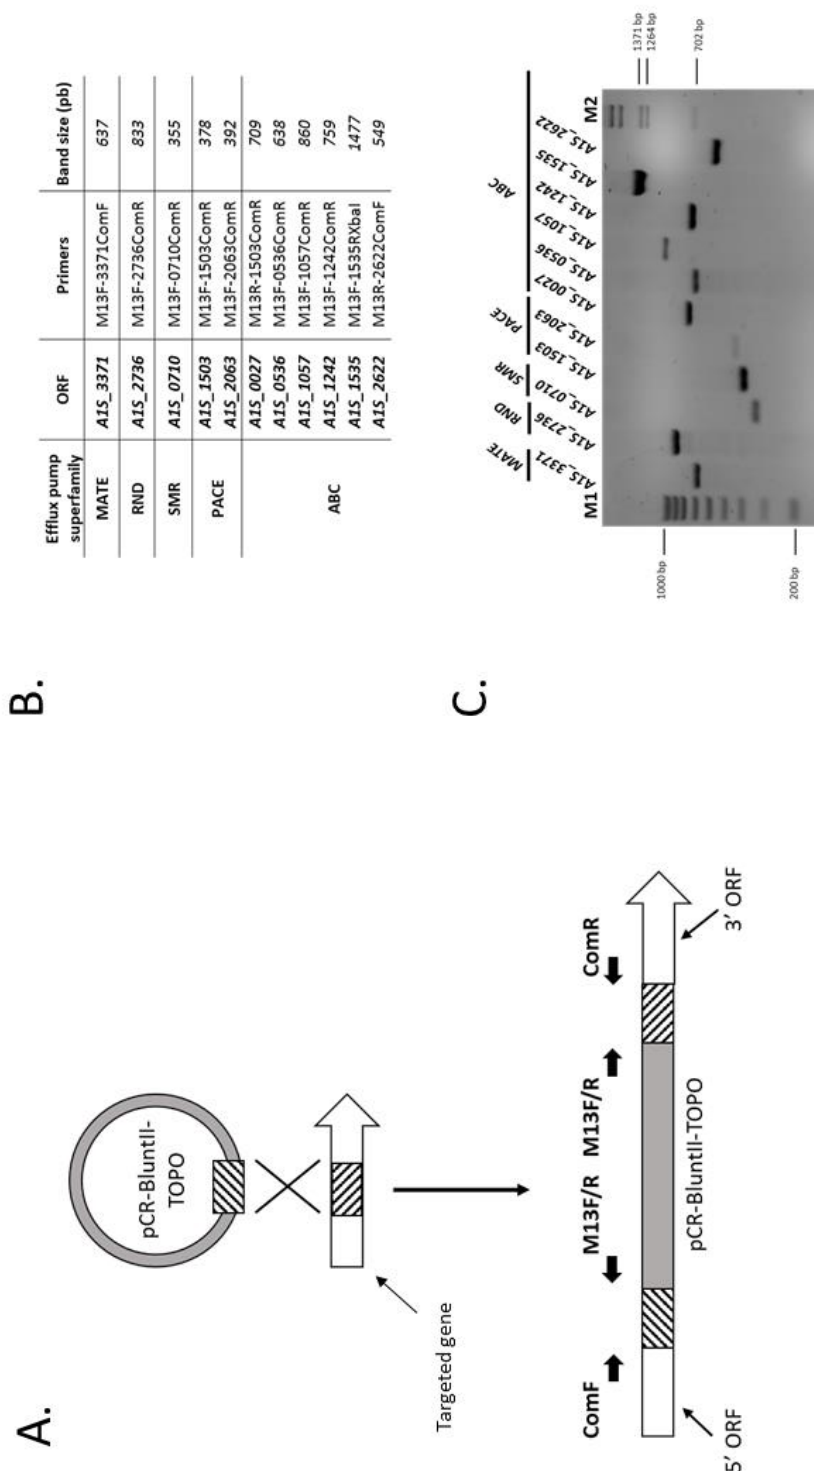 A.
pCR-BluntII-
TOPO
Targeted gene
ComF
M13F/R
M13F/R
ComR
5' ORF
pCR-BluntII-TOPO
3' ORF
B.
Efflux pump superfamily ORF Primers Band size (pb)
MATE A1S_3371 M13F-3371ComF 637
RND A1S_2736 M13F-2736ComR 833
SMR A1S_0710 M13F-0710ComR 355
PACE A1S_1503 M13F-1503ComR 378
A1S_2063 M13F-2063ComR 392
ABC A1S_0027 M13R-1503ComR 709
A1S_0536 M13F-0536ComR 638
A1S_1057 M13F-1057ComR 860
A1S_1242 M13F-1242ComR 759
A1S_1535 M13F-1535RXbaI 1477
A1S_2622 M13R-2622ComF 549
C.
MATE RND SMR PACE ABC
M1 A1S_3371 A1S_2736 A1S_0710 A1S_1503 A1S_2063 A1S_0027 A1S_0536 A1S_1057 A1S_1242 A1S_1535 A1S_2622 M2
1000 bp
200 bp
1371 bp
1264 bp
702 bp